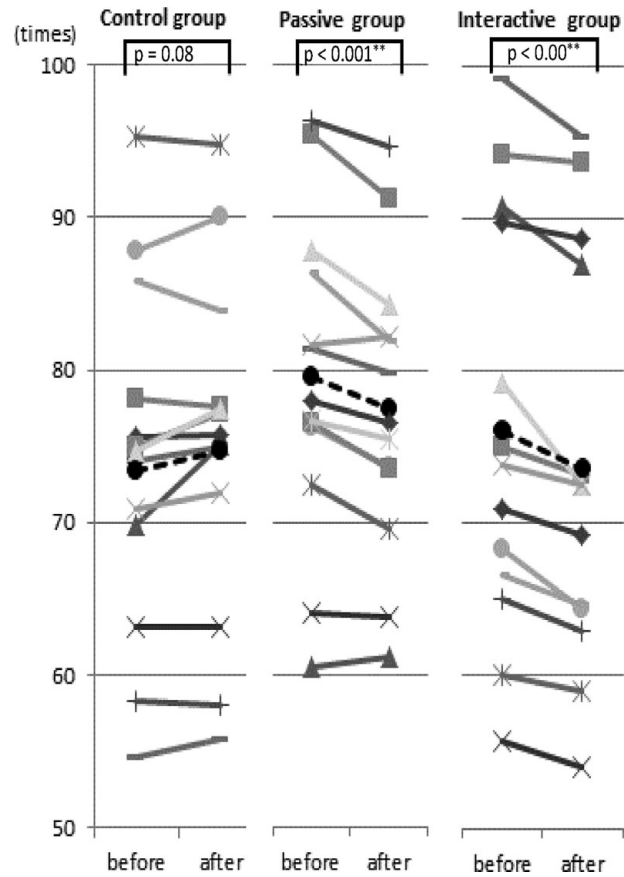 Control group Passive group Interactive group
(times)
p = 0.08 p < 0.001** p < 0.00**
100
90
80
70
60
50
before after before after before after